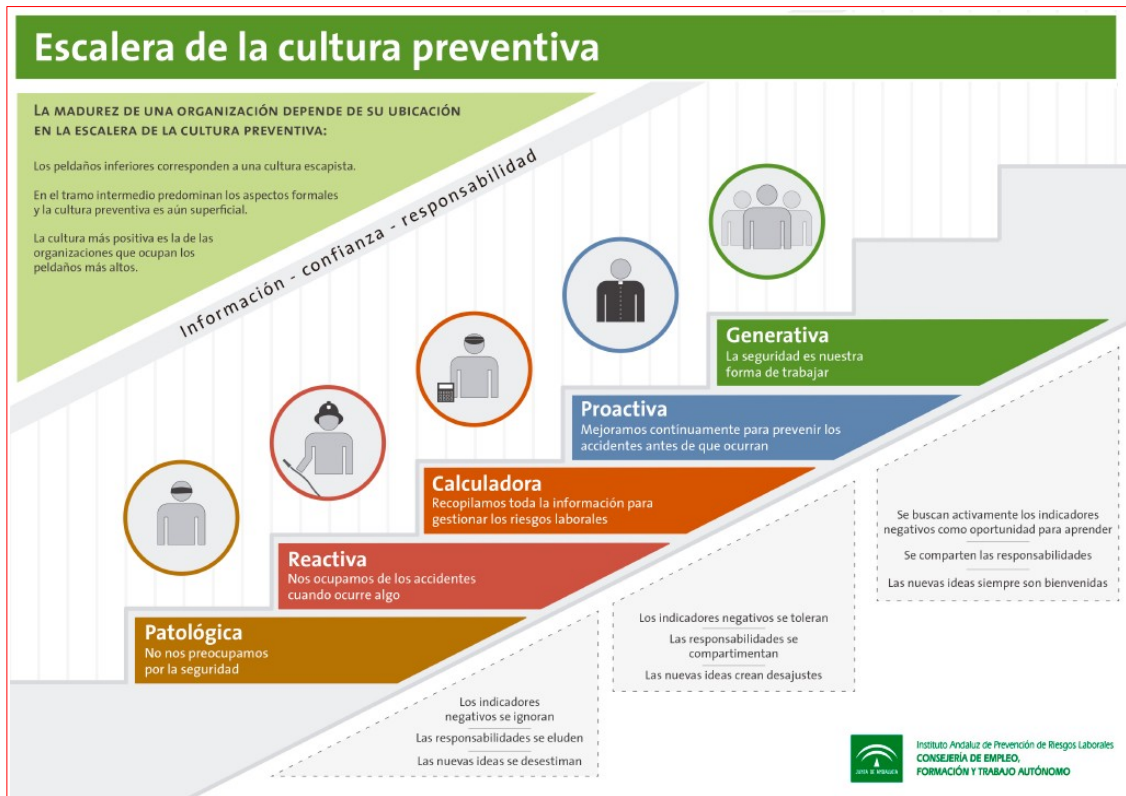 Escalera de la cultura preventiva
LA MADUREZ DE UNA ORGANIZACIÓN DEPENDE DE SU UBICACIÓN
EN LA ESCALERA DE LA CULTURA PREVENTIVA:
Los peldaños inferiores corresponden a una cultura escapista.
En el tramo intermedio predominan los aspectos formales
y la cultura preventiva es aún superficial.
La cultura más positiva es la de las
organizaciones que ocupan los
peldaños más altos.
Información - confianza - responsabilidad
Generativa
La seguridad es nuestra
forma de trabajar
Proactiva
Mejoramos contínuamente para prevenir los
accidentes antes de que ocurran
Calculadora
Recopilamos toda la información para
gestionar los riesgos laborales
Reactiva
Nos ocupamos de los accidentes
cuando ocurre algo
Patológica
No nos preocupamos
por la seguridad
Se buscan activamente los indicadores
negativos como oportunidad para aprender
Se comparten las responsabilidades
Las nuevas ideas siempre son bienvenidas
Los indicadores negativos se toleran
Las responsabilidades se
compartimentan
Las nuevas ideas crean desajustes
Los indicadores
negativos se ignoran
Las responsabilidades se eluden
Las nuevas ideas se desestiman
JUNTA DE ANDALUCIA
Instituto Andaluz de Prevención de Riesgos Laborales
CONSEJERÍA DE EMPLEO,
FORMACIÓN Y TRABAJO AUTÓNOMO